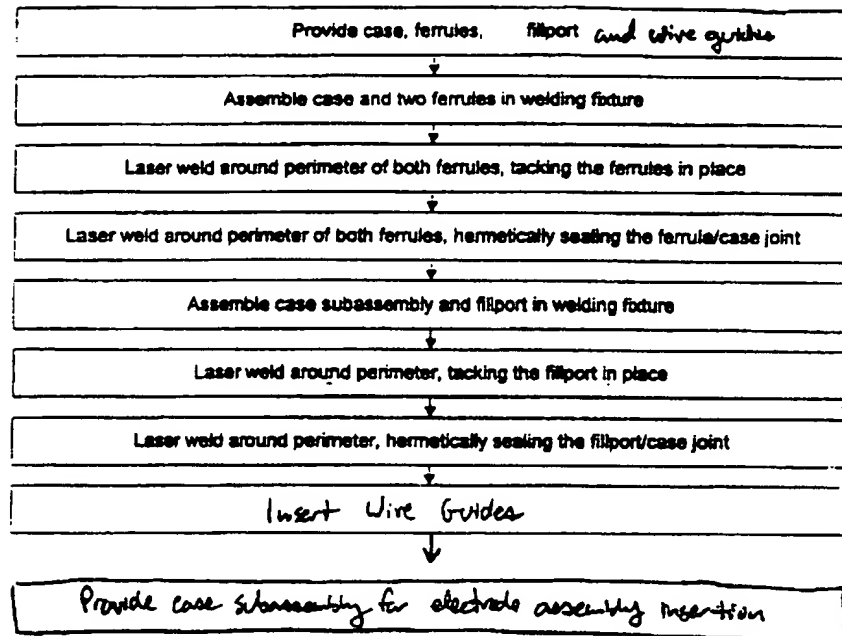 Provide case, ferrules, fillport and wire guides
Assemble case and two ferrules in welding fixture
Laser weld around perimeter of both ferrules, tacking the ferrules in place
Laser weld around perimeter of both ferrules, hermetically sealing the ferrule/case joint
Assemble case subassembly and fillport in welding fixture
Laser weld around perimeter, tacking the fillport in place
Laser weld around perimeter, hermetically sealing the fillport/case joint
Insert Wire Guides
Provide case subassembly for electrode assembly insertion